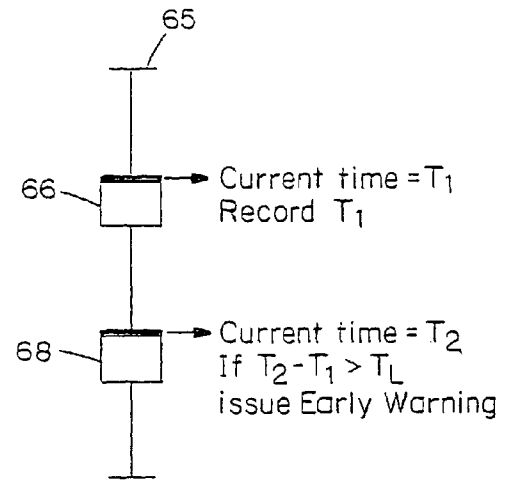 65
66
Current time = T1
Record T1
68
Current time = T2
If T2-T1 > TL
issue Early Warning